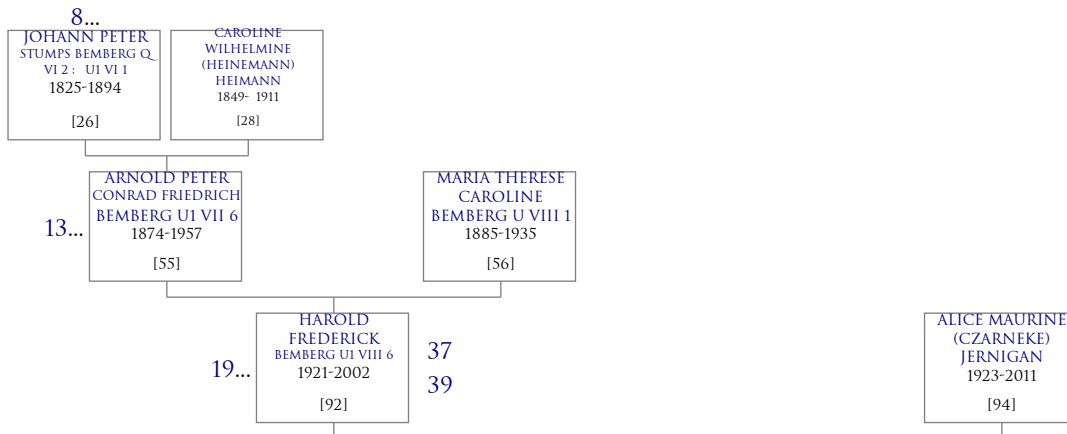 8...
JOHANN PETER
STUMPS BEMBERG Q
VI 2 : U1 VI 1
1825-1894
[26]
CAROLINE
WILHELMINE
(HEINEMANN)
HEIMANN
1849- 1911
[28]
13...
ARNOLD PETER
CONRAD FRIEDRICH
BEMBERG U1 VII 6
1874-1957
[55]
MARIA THERESE
CAROLINE
BEMBERG U VIII 1
1885-1935
[56]
19...
HAROLD
FREDERICK
BEMBERG U1 VIII 6
1921-2002
[92]
37
39
ALICE MAURINE
(CZARNEKE)
JERNIGAN
1923-2011
[94]